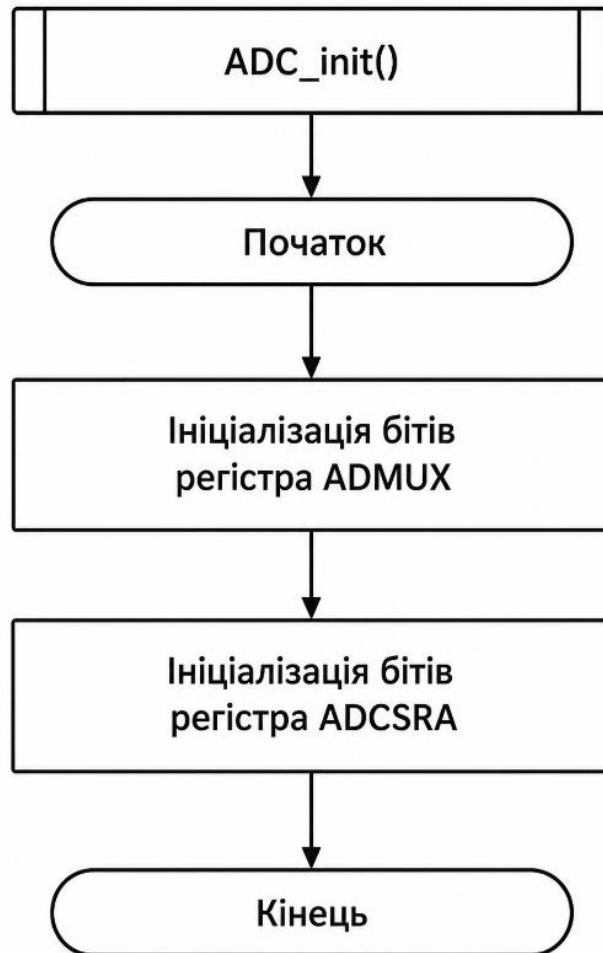 ADC_init()
Початок
Ініціалізація бітів
регістра ADMUX
Ініціалізація бітів
регістра ADCSRA
Кінець